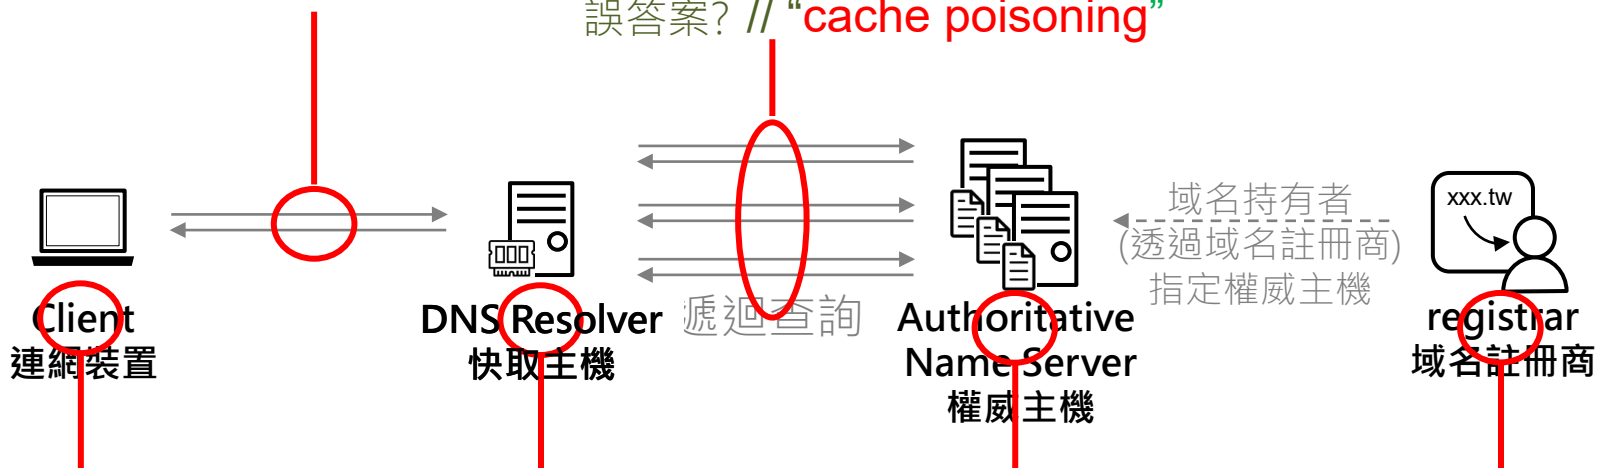 誤答案? // “cache poisoning”
xxx.tw
域名持有者
(透過域名註冊商)
指定權威主機
遞迴查詢
Client
連網裝置
DNS Resolver
快取主機
Authoritative
Name Server
權威主機
registrar
域名註冊商